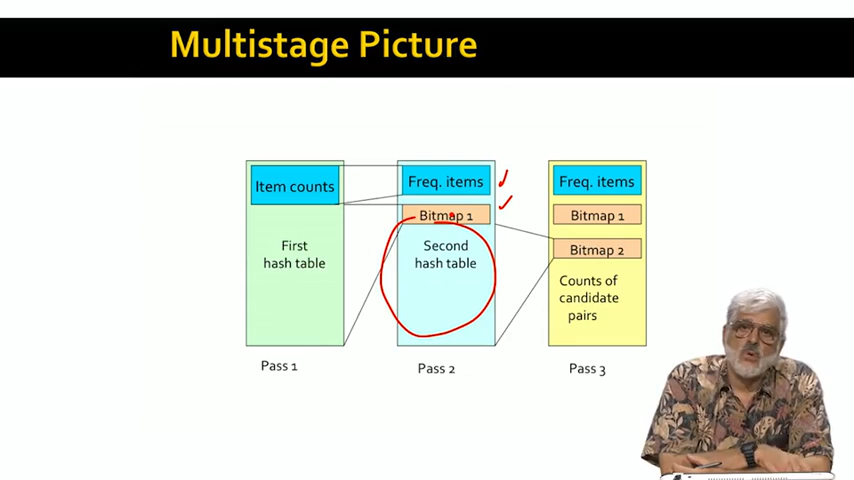 Multistage Picture
Item counts
First
hash table
Pass 1
Freq. items
Bitmap 1
Second
hash table
Pass 2
Freq. items
Bitmap 1
Bitmap 2
Counts of
candidate
pairs
Pass 3